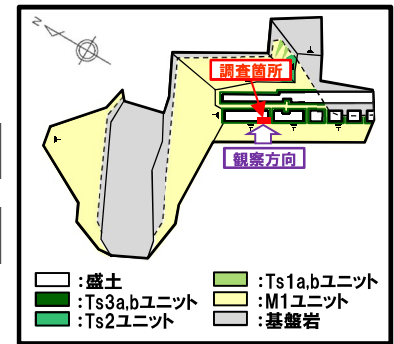 N
調査箇所
観察方向
：盛土
：Ts1a,bユニット
：Ts3a,bユニット
：M1ユニット
：Ts2ユニット
：基盤岩